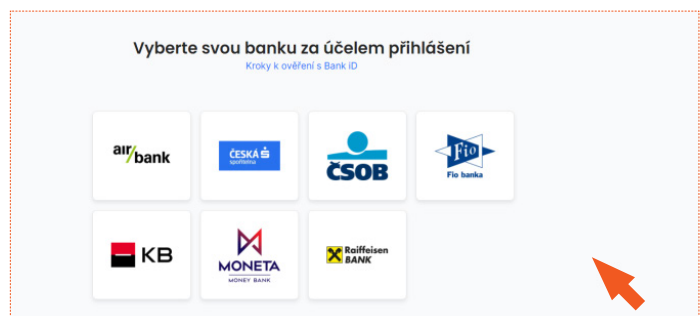 Vyberte svou banku za účelem přihlášení
Kroky k ověření s Bank iD
air bank
ČESKÁ
spořitelna
ČSOB
Fio
Fio banka
KB
MONETA
MONEY BANK
Raiffeisen
BANK